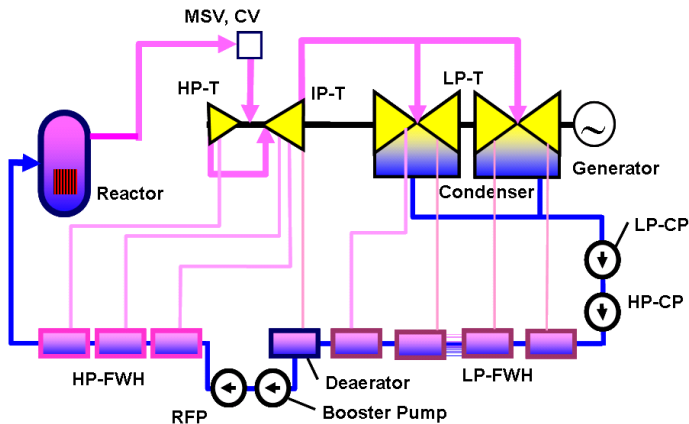 MSV, CV
HP-T
IP-T
LP-T
Reactor
Condenser
Generator
LP-CP
HP-CP
HP-FWH
Deaerator
LP-FWH
RFP
Booster Pump